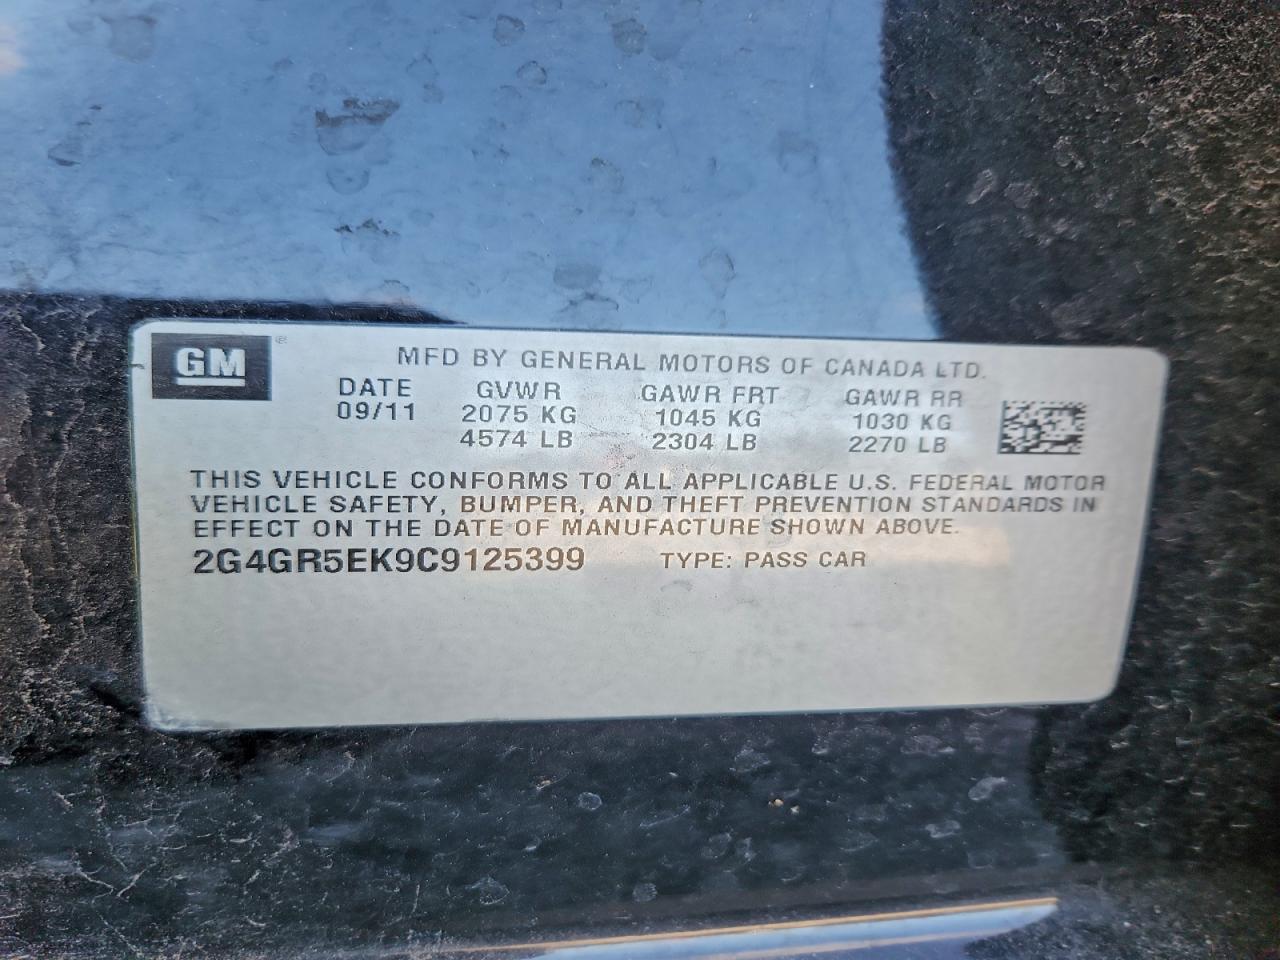 GM ®
MFD BY GENERAL MOTORS OF CANADA LTD.
DATE GVWR GAWR FRT GAWR RR
09/11 2075 KG 1045 KG 1030 KG
4574 LB 2304 LB 2270 LB
THIS VEHICLE CONFORMS TO ALL APPLICABLE U.S. FEDERAL MOTOR
VEHICLE SAFETY, BUMPER, AND THEFT PREVENTION STANDARDS IN
EFFECT ON THE DATE OF MANUFACTURE SHOWN ABOVE.
2G4GR5EK9C9125399 TYPE: PASS CAR